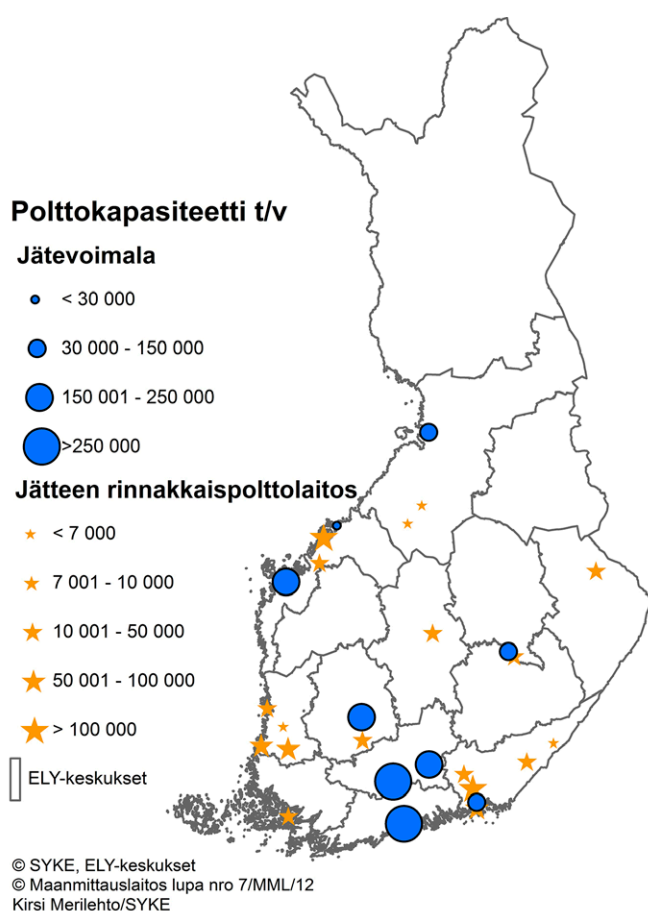 Polttokapasiteetti t/v
Jätevoimala
< 30 000
30 000 - 150 000
150 001 - 250 000
>250 000
Jätteen rinnakkaispolttolaitos
< 7 000
7 001 - 10 000
10 001 - 50 000
50 001 - 100 000
> 100 000
ELY-keskukset
© SYKE, ELY-keskukset
© Maanmittauslaitos lupa nro 7/MML/12
Kirsi Merilehto/SYKE